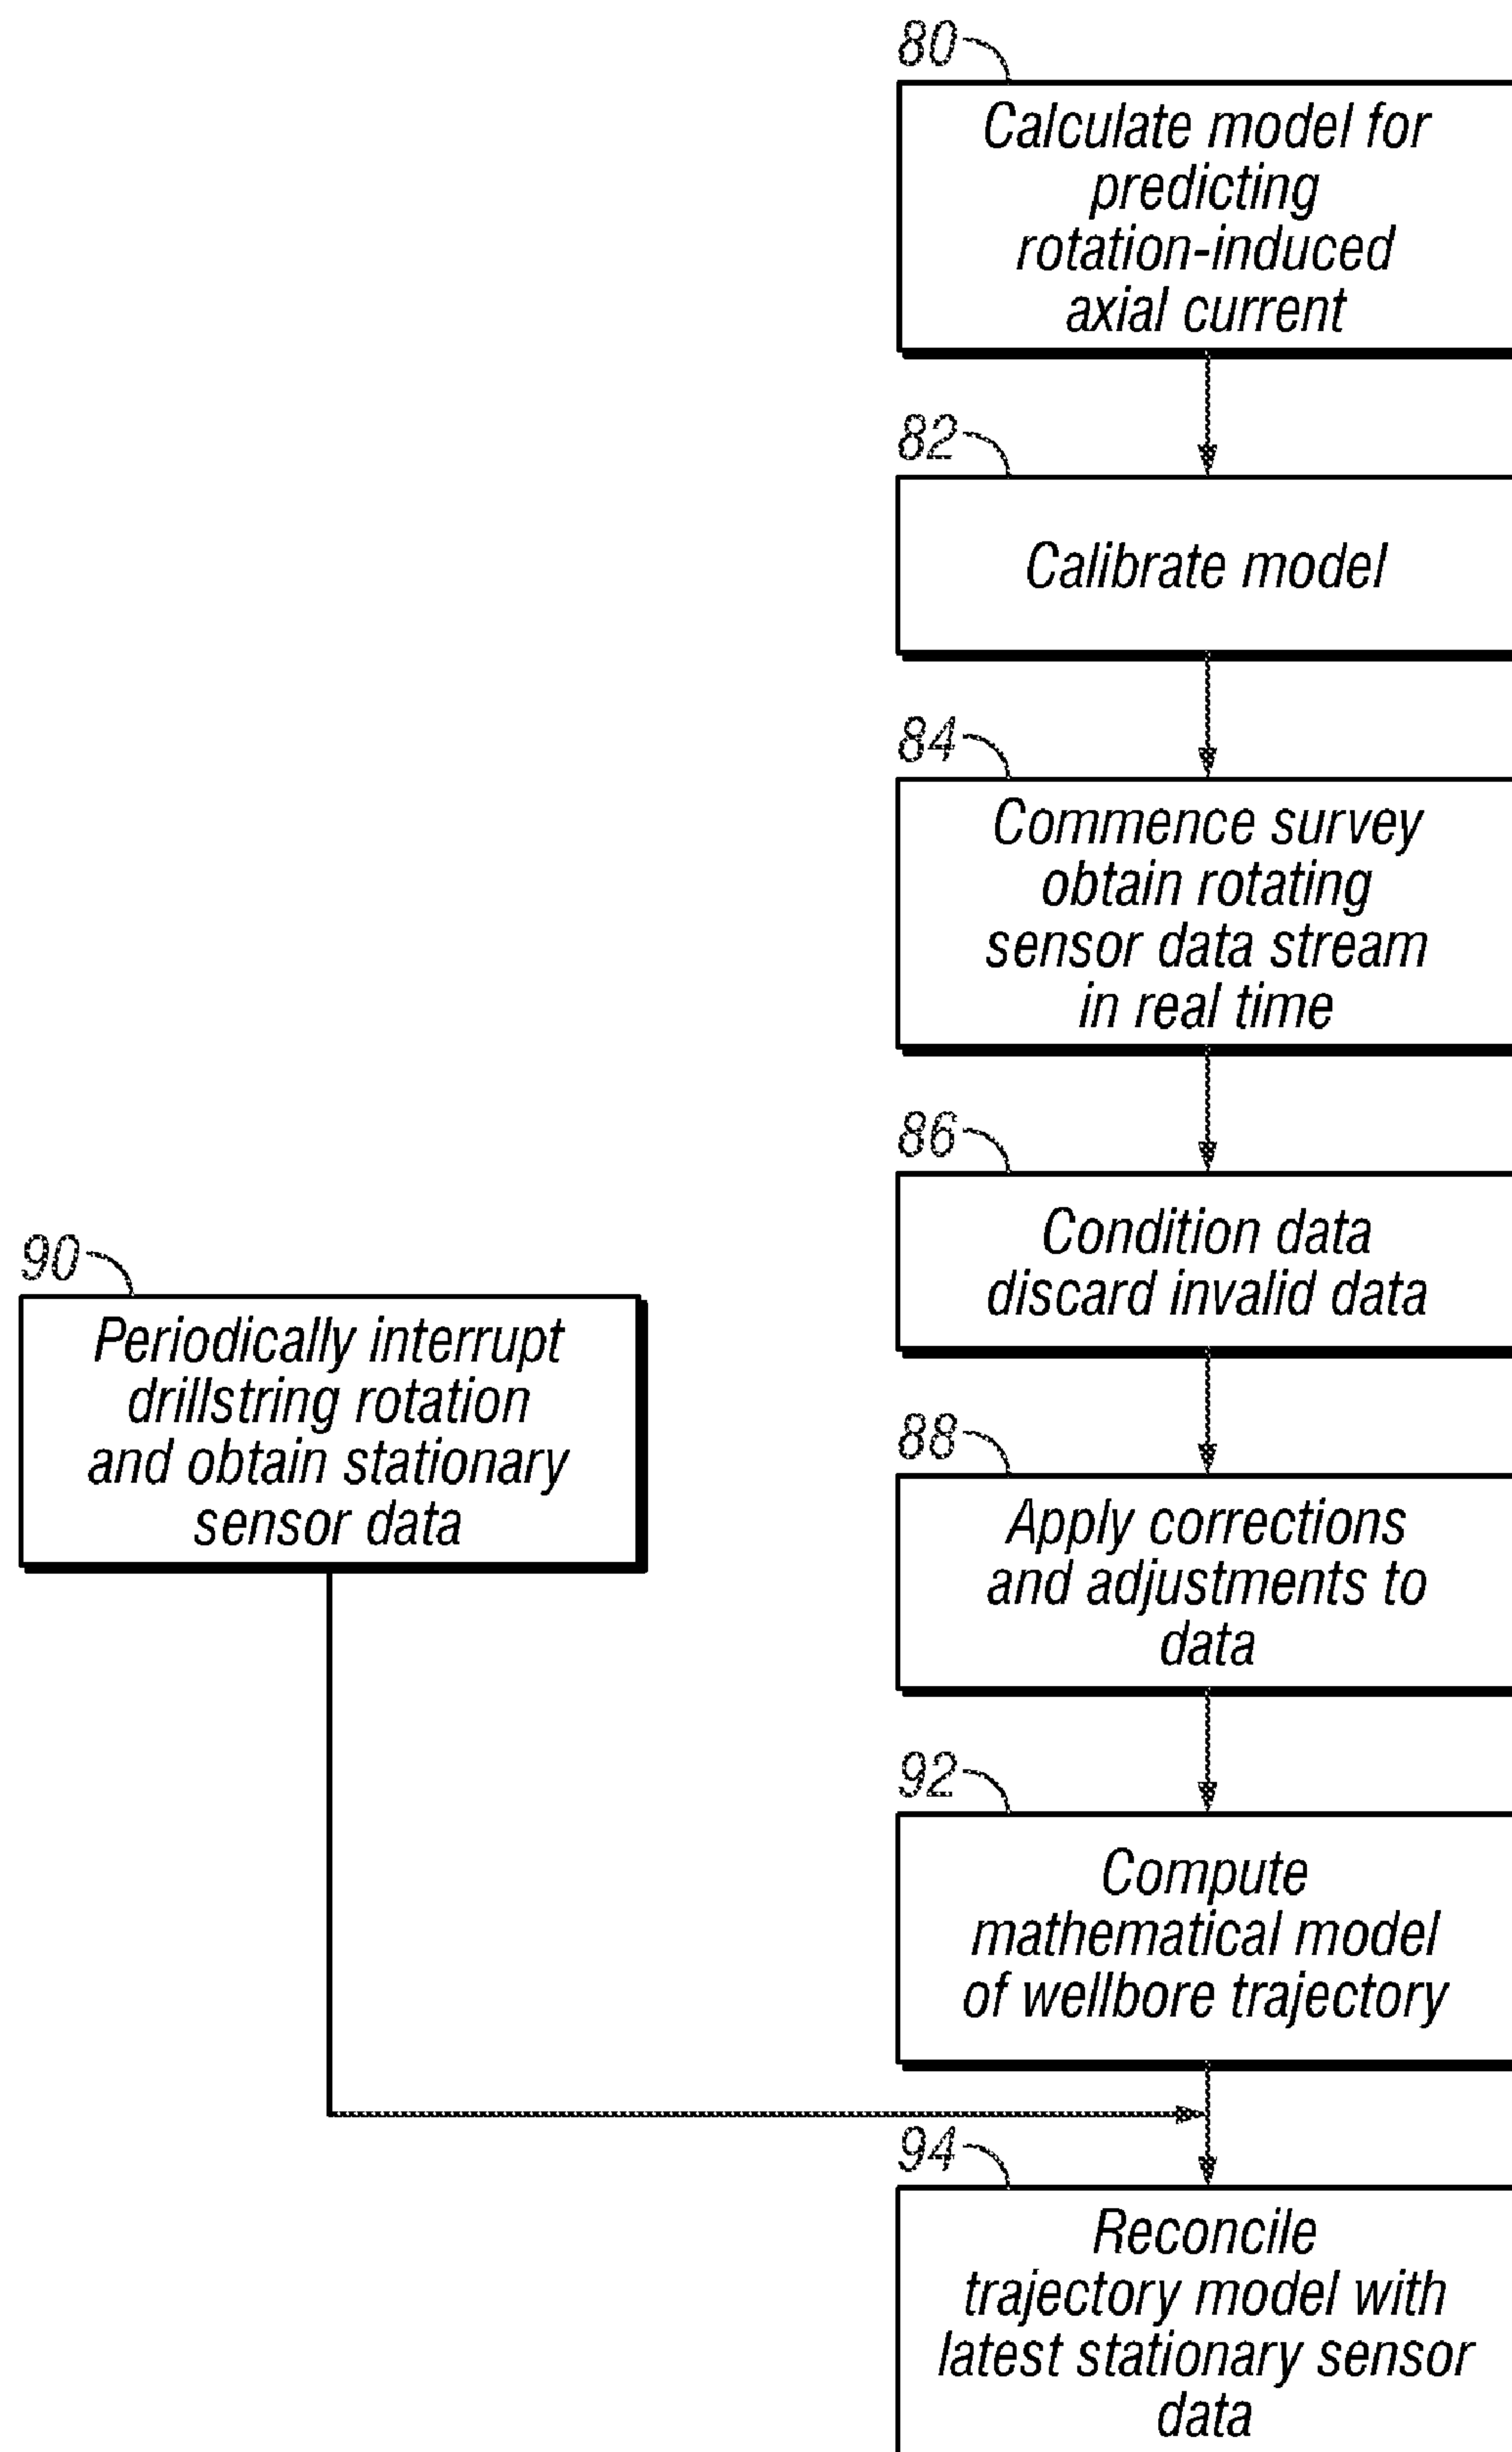 80
Calculate model for
predicting
rotation-induced
axial current
82
Calibrate model
84
Commence survey
obtain rotating
sensor data stream
in real time
86
Condition data
discard invalid data
90
Periodically interrupt
drillstring rotation
and obtain stationary
sensor data
88
Apply corrections
and adjustments to
data
92
Compute
mathematical model
of wellbore trajectory
94
Reconcile
trajectory model with
latest stationary sensor
data